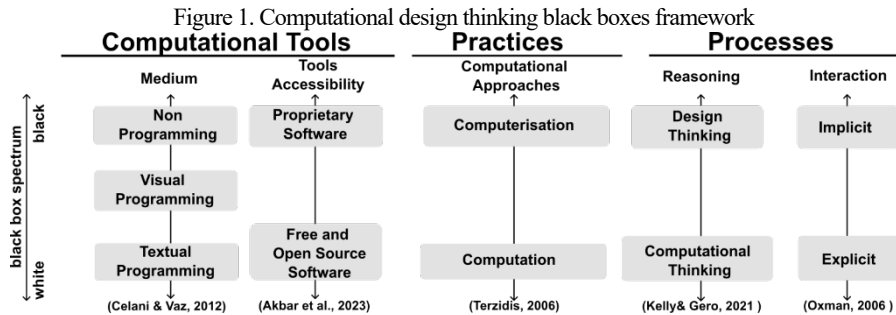 Figure 1. Computational design thinking black boxes framework
Computational Tools
Practices
Processes
Medium
Tools
Accessibility
Computational
Approaches
Reasoning
Interaction
black box spectrum
black
white
Non
Programming
Proprietary
Software
Computerisation
Design
Thinking
Implicit
Visual
Programming
Textual
Programming
Free and
Open Source
Software
Computation
Computational
Thinking
Explicit
(Celani & Vaz, 2012)
(Akbar et al., 2023)
(Terzidis, 2006)
(Kelly& Gero, 2021 )
(Oxman, 2006 )